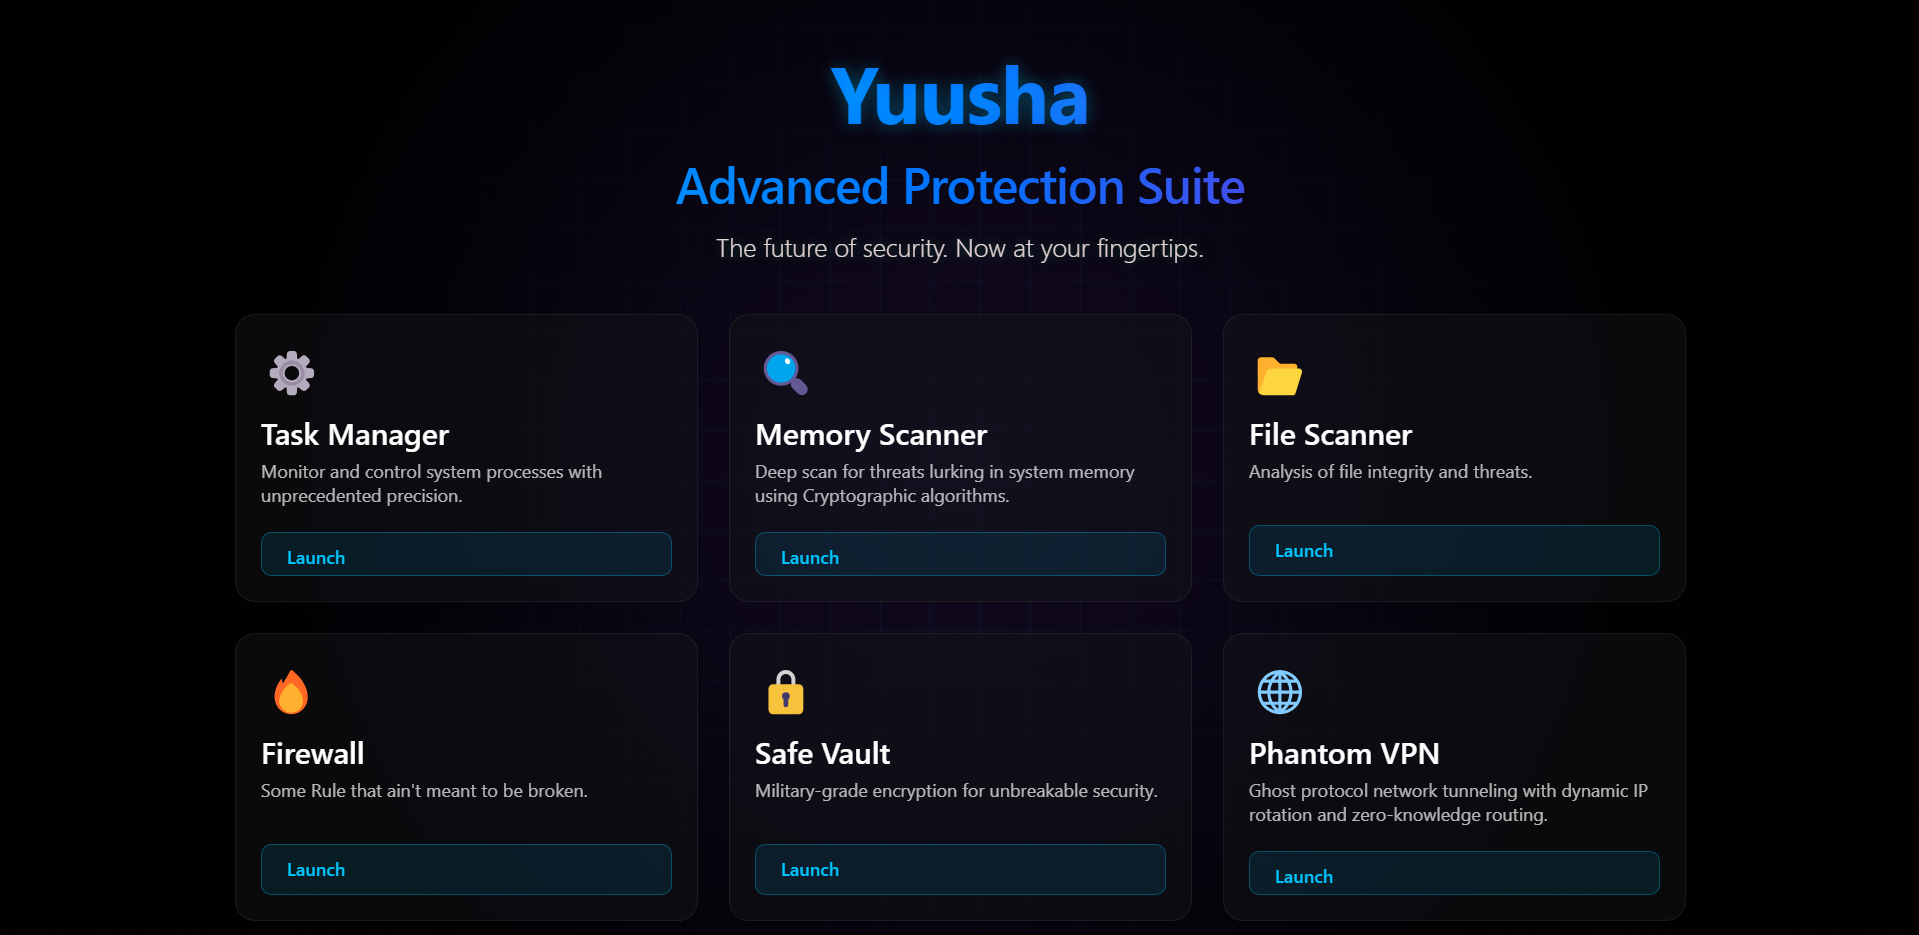 Yuusha
Advanced Protection Suite
The future of security. Now at your fingertips.
Task Manager
Monitor and control system processes with
unprecedented precision.
Launch
Memory Scanner
Deep scan for threats lurking in system memory
using Cryptographic algorithms.
Launch
File Scanner
Analysis of file integrity and threats.
Launch
Firewall
Some Rule that ain't meant to be broken.
Launch
Safe Vault
Military-grade encryption for unbreakable security.
Launch
Phantom VPN
Ghost protocol network tunneling with dynamic IP
rotation and zero-knowledge routing.
Launch